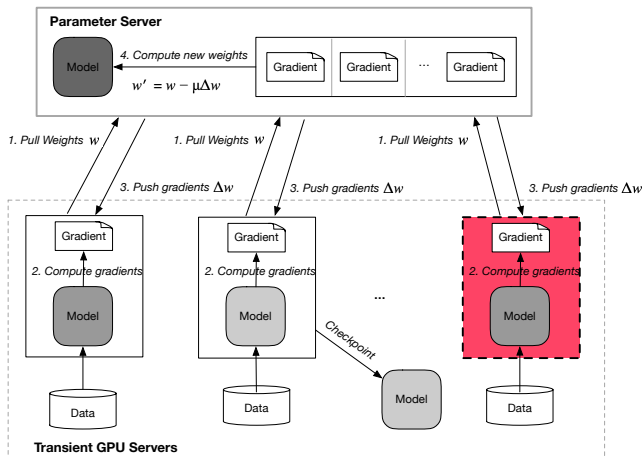 Parameter Server
4. Compute new weights
Model
Gradient
Gradient
...
Gradient
w′ = w − μΔw
1. Pull Weights w
1. Pull Weights w
1. Pull Weights w
3. Push gradients Δw
3. Push gradients Δw
3. Push gradients Δw
Gradient
Gradient
Gradient
2. Compute gradients
2. Compute gradients
2. Compute gradients
...
Model
Model
Model
Checkpoint
Model
Data
Data
Data
Transient GPU Servers